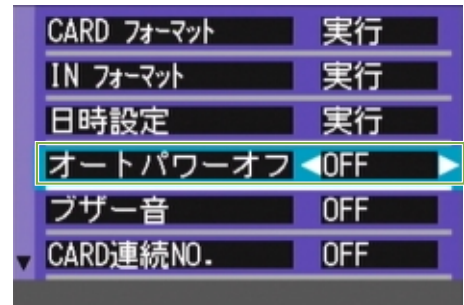 CARD フォーマット 実行
IN フォーマット 実行
日時設定 実行
オートパワーオフ ◀OFF ▶
ブザー音 OFF
▼ CARD連続NO. OFF